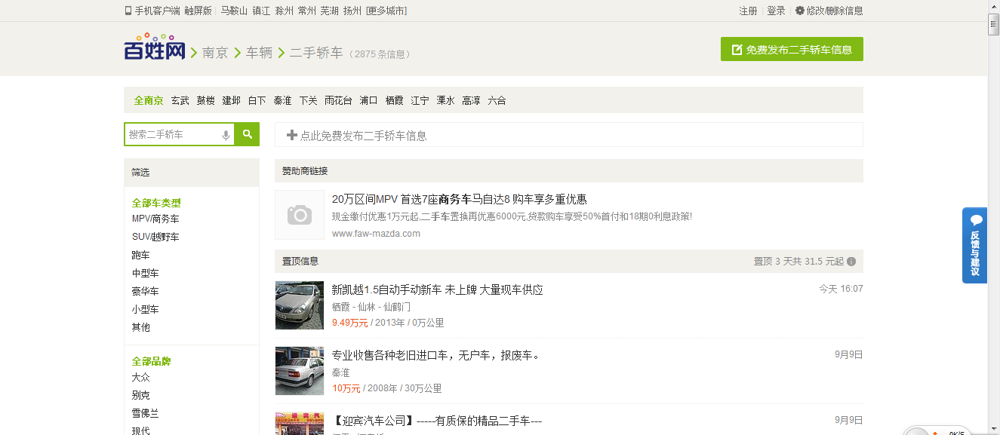 手机客户端 触屏版 马鞍山 镇江 滁州 常州 芜湖 扬州 [更多城市] 注册 登录 修改/删除信息
百姓网 南京 车辆 二手轿车 (2875 条信息) 免费发布二手轿车信息
全南京 玄武 鼓楼 建邺 白下 秦淮 下关 雨花台 浦口 栖霞 江宁 溧水 高淳 六合
搜索二手轿车 点此免费发布二手轿车信息
筛选
全部车类型
MPV/商务车
SUV/越野车
跑车
中型车
豪华车
小型车
其他
全部品牌
大众
别克
雪佛兰
现代
赞助商链接
20万区间MPV 首选7座商务车马自达8 购车享多重优惠
现金缴付优惠1万元起,二手车置换再优惠6000元,贷款购车享受50%首付和18期0利息政策!
www.faw-mazda.com
置顶信息 置顶 3 天共 31.5 元起
新凯越1.5自动手动新车 未上牌 大量现车供应 今天 16:07
栖霞 - 仙林 - 仙鹤门
9.49万元 / 2013年 / 0万公里
专业收售各种老旧进口车，无户车，报废车。 9月9日
秦淮
10万元 / 2008年 / 30万公里
【迎宾汽车公司】-----有质保的精品二手车--- 9月9日
反馈与建议
0K/S